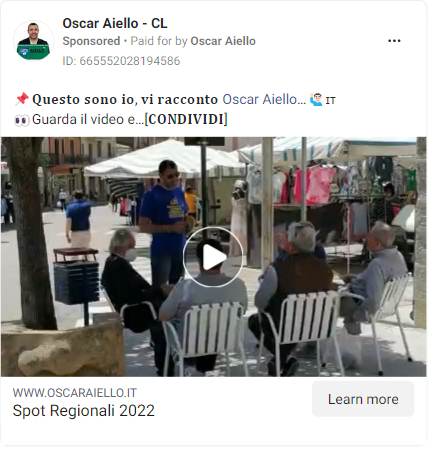 Oscar Aiello - CL
Sponsored • Paid for by Oscar Aiello
ID: 665552028194586
📌 Questo sono io, vi racconto Oscar Aiello... 🙋🏻‍♂️ IT
👀 Guarda il video e...[CONDIVIDI]
WWW.OSCARAIELLO.IT
Spot Regionali 2022
Learn more